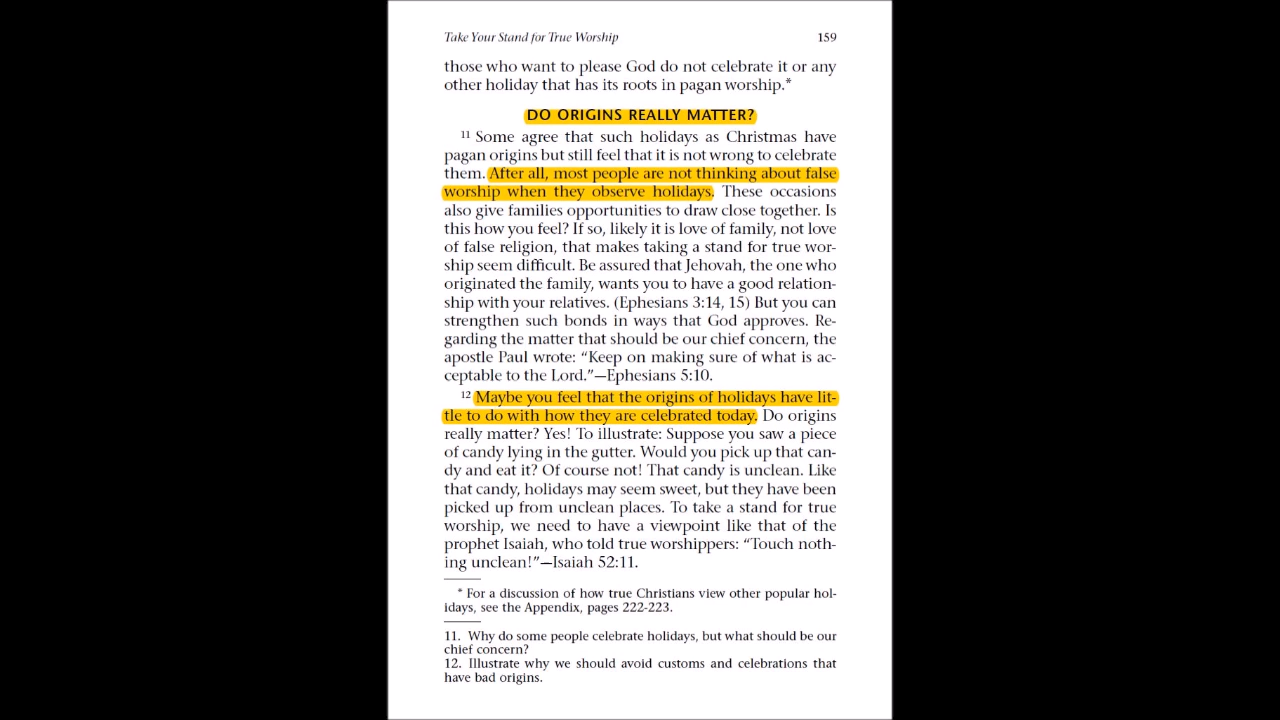 Take Your Stand for True Worship 159
those who want to please God do not celebrate it or any
other holiday that has its roots in pagan worship.*
DO ORIGINS REALLY MATTER?
11 Some agree that such holidays as Christmas have
pagan origins but still feel that it is not wrong to celebrate
them. After all, most people are not thinking about false
worship when they observe holidays. These occasions
also give families opportunities to draw close together. Is
this how you feel? If so, likely it is love of family, not love
of false religion, that makes taking a stand for true wor-
ship seem difficult. Be assured that Jehovah, the one who
originated the family, wants you to have a good relation-
ship with your relatives. (Ephesians 3:14, 15) But you can
strengthen such bonds in ways that God approves. Re-
garding the matter that should be our chief concern, the
apostle Paul wrote: “Keep on making sure of what is ac-
ceptable to the Lord.”—Ephesians 5:10.
12 Maybe you feel that the origins of holidays have lit-
tle to do with how they are celebrated today. Do origins
really matter? Yes! To illustrate: Suppose you saw a piece
of candy lying in the gutter. Would you pick up that can-
dy and eat it? Of course not! That candy is unclean. Like
that candy, holidays may seem sweet, but they have been
picked up from unclean places. To take a stand for true
worship, we need to have a viewpoint like that of the
prophet Isaiah, who told true worshippers: “Touch noth-
ing unclean!”—Isaiah 52:11.
* For a discussion of how true Christians view other popular hol-
idays, see the Appendix, pages 222-223.
11. Why do some people celebrate holidays, but what should be our
chief concern?
12. Illustrate why we should avoid customs and celebrations that
have bad origins.